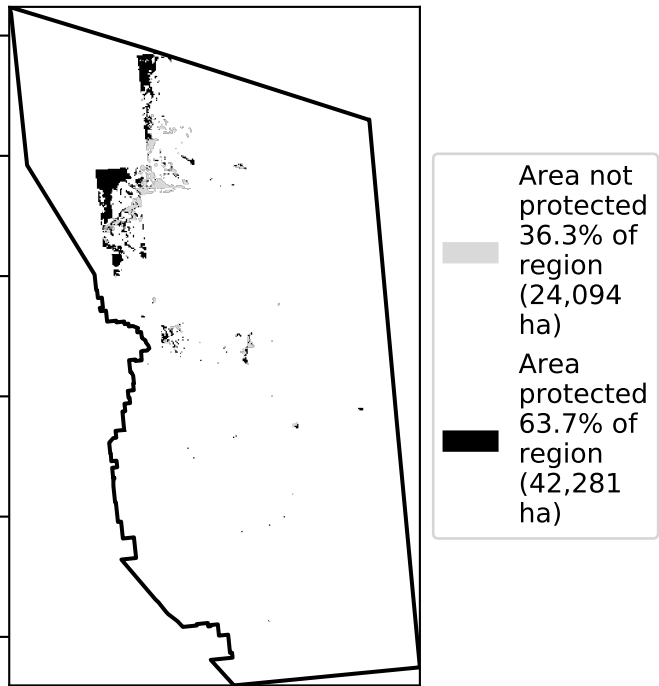 Area not
protected
36.3% of
region
(24,094
ha)
Area
protected
63.7% of
region
(42,281
ha)